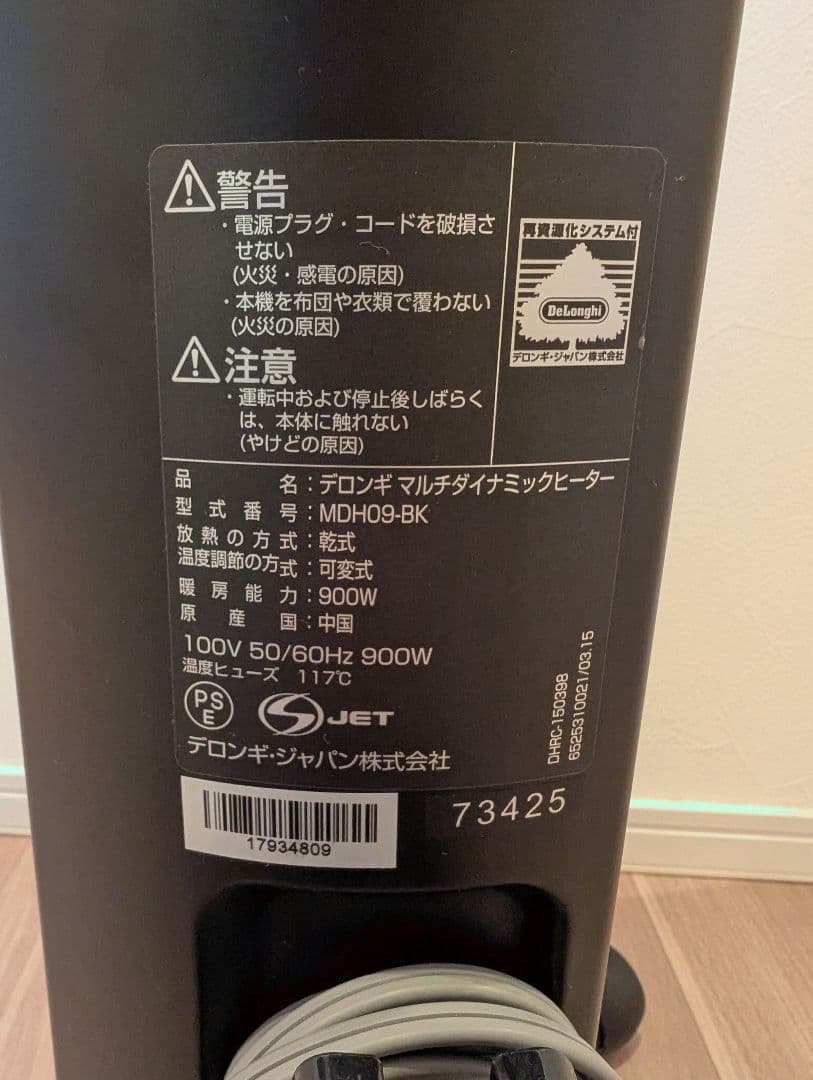 警告
・電源プラグ・コードを破損さ
せない
(火災・感電の原因)
・本機を布団や衣類で覆わない
(火災の原因)
注意
・運転中および停止後しばらく
は、本体に触れない
(やけどの原因)
再資源化システム付
DeLonghi
デロンギ・ジャパン株式会社
品名：デロンギ マルチダイナミックヒーター
型式番号：MDH09-BK
放熱の方式：乾式
温度調節の方式：可変式
暖房能力：900W
原産国：中国
100V 50/60Hz 900W
温度ヒューズ 117℃
PS
E
S JET
デロンギ・ジャパン株式会社
DHRC-150398
6525310021/03.15
17934809
73425